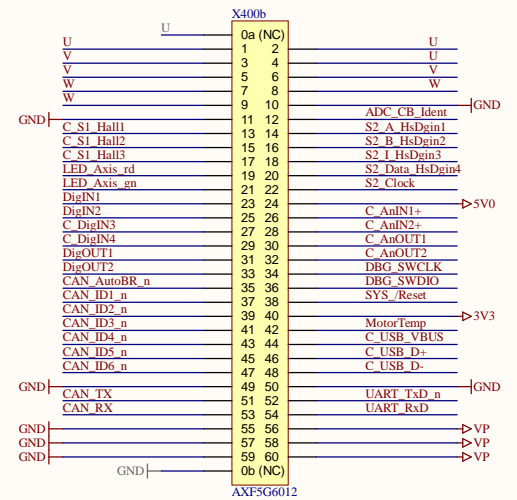 X400b
U 0a (NC)
U 1 2 U
V 3 4 U
V 5 6 V
W 7 8 W
W 9 10 GND
GND 11 12 ADC_CB_Ident
C_S1_Hall1 13 14 S2_A_HsDgin1
C_S1_Hall2 15 16 S2_B_HsDgin2
C_S1_Hall3 17 18 S2_I_HsDgin3
LED_Axis_rd 19 20 S2_Data_HsDgin4
LED_Axis_gn 21 22 S2_Clock
DigIN1 23 24 5V0
DigIN2 25 26 C_AnIN1+
C_DigIN3 27 28 C_AnIN2+
C_DigIN4 29 30 C_AnOUT1
DigOUT1 31 32 C_AnOUT2
DigOUT2 33 34 DBG_SWCLK
CAN_AutoBR_n 35 36 DBG_SWDIO
CAN_ID1_n 37 38 SYS_/Reset
CAN_ID2_n 39 40 3V3
CAN_ID3_n 41 42 MotorTemp
CAN_ID4_n 43 44 C_USB_VBUS
CAN_ID5_n 45 46 C_USB_D+
CAN_ID6_n 47 48 C_USB_D-
GND 49 50 GND
CAN_TX 51 52 UART_TxD_n
CAN_RX 53 54 UART_RxD
GND 55 56 VP
GND 57 58 VP
GND 59 60 VP
GND 0b (NC)
AXF5G6012